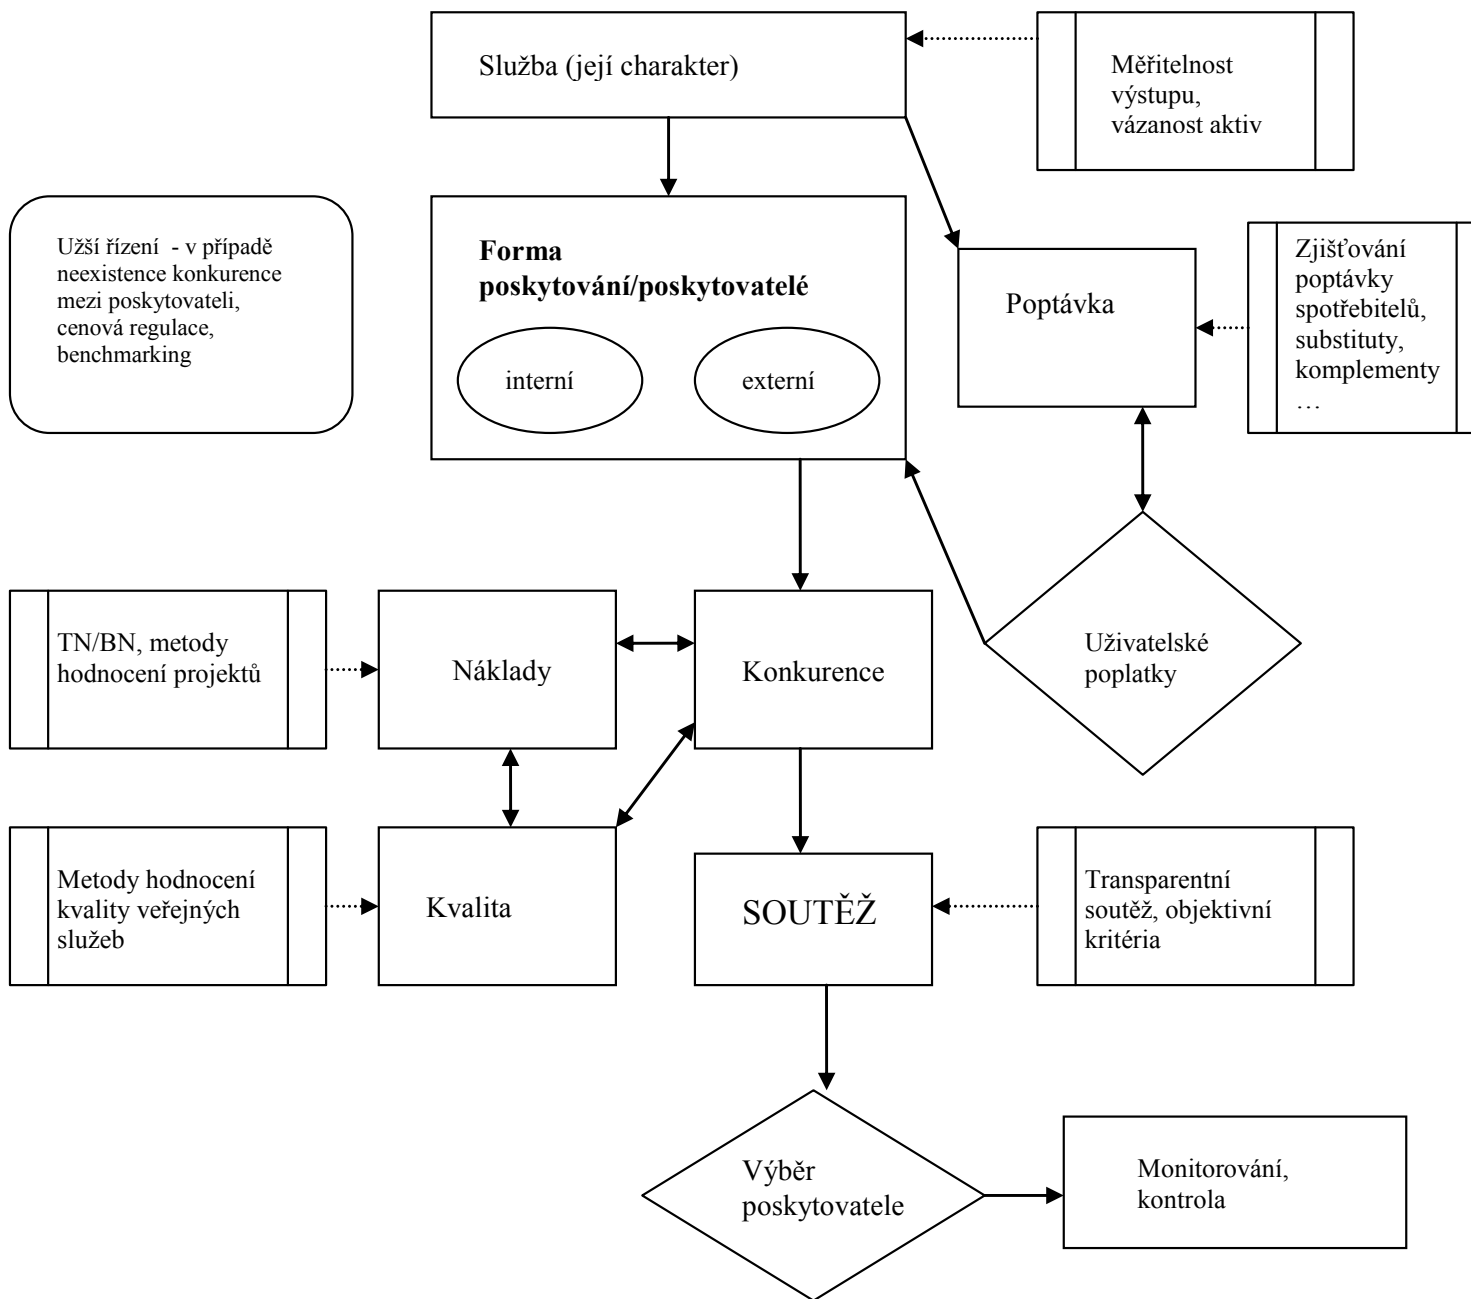 Služba (její charakter)
Měřitelnost
výstupu,
vázanost aktiv
Užší řízení  - v případě
neexistence konkurence
mezi poskytovateli,
cenová regulace,
benchmarking
Forma
poskytování/poskytovatelé
interní
externí
Poptávka
Zjišťování
poptávky
spotřebitelů,
substituty,
komplementy
…
TN/BN, metody
hodnocení projektů
Náklady
Konkurence
Uživatelské
poplatky
Metody hodnocení
kvality veřejných
služeb
Kvalita
SOUTĚŽ
Transparentní
soutěž, objektivní
kritéria
Výběr
poskytovatele
Monitorování,
kontrola